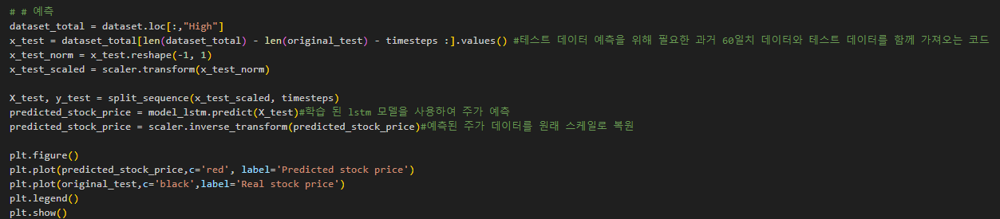 # # 예측
dataset_total = dataset.loc[:,"High"]
x_test = dataset_total[len(dataset_total) - len(original_test) - timesteps :].values() #테스트 데이터 예측을 위해 필요한 과거 60일치 데이터와 테스트 데이터를 함께 가져오는 코드
x_test_norm = x_test.reshape(-1, 1)
x_test_scaled = scaler.transform(x_test_norm)
X_test, y_test = split_sequence(x_test_scaled, timesteps)
predicted_stock_price = model_lstm.predict(X_test)#학습 된 lstm 모델을 사용하여 주가 예측
predicted_stock_price = scaler.inverse_transform(predicted_stock_price)#예측된 주가 데이터를 원래 스케일로 복원
plt.figure()
plt.plot(predicted_stock_price,c='red', label='Predicted stock price')
plt.plot(original_test,c='black',label='Real stock price')
plt.legend()
plt.show()